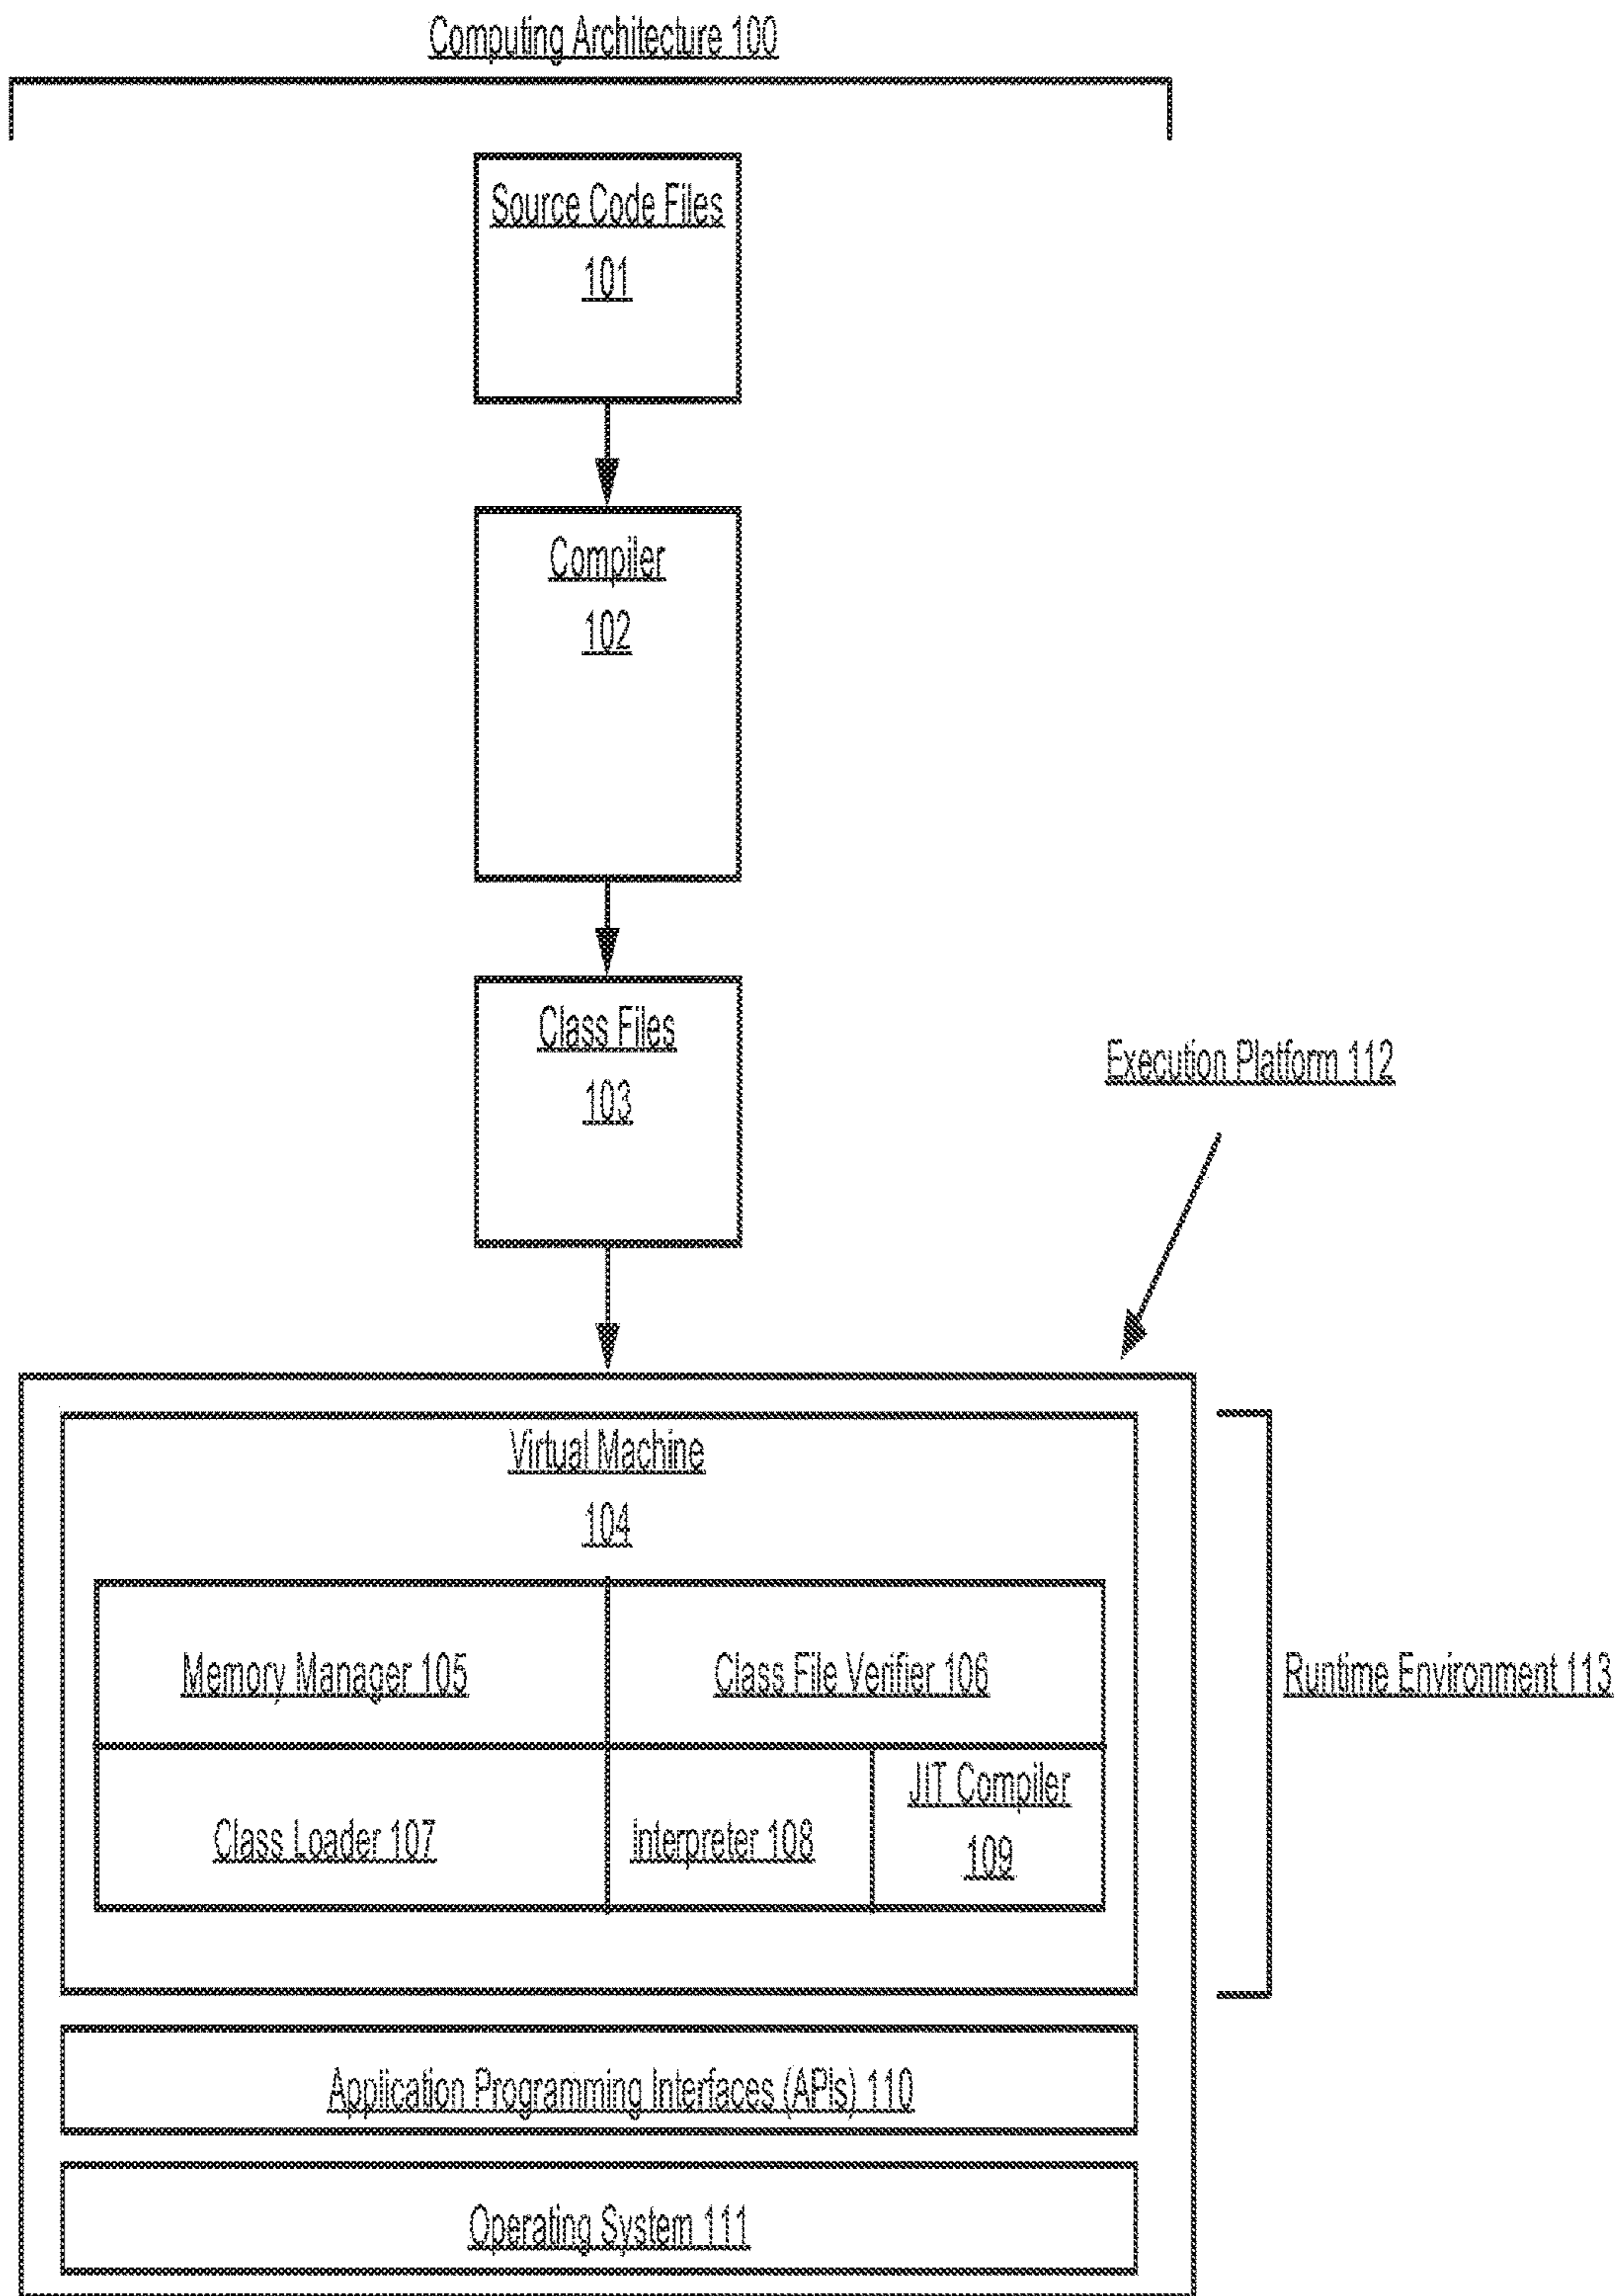 Computing Architecture 100
Source Code Files
101
Compiler
102
Class Files
103
Execution Platform 112
Virtual Machine
104
Memory Manager 105
Class File Verifier 106
Runtime Environment 113
Class Loader 107
Interpreter 108
JIT Compiler
109
Application Programming Interfaces (APIs) 110
Operating System 111